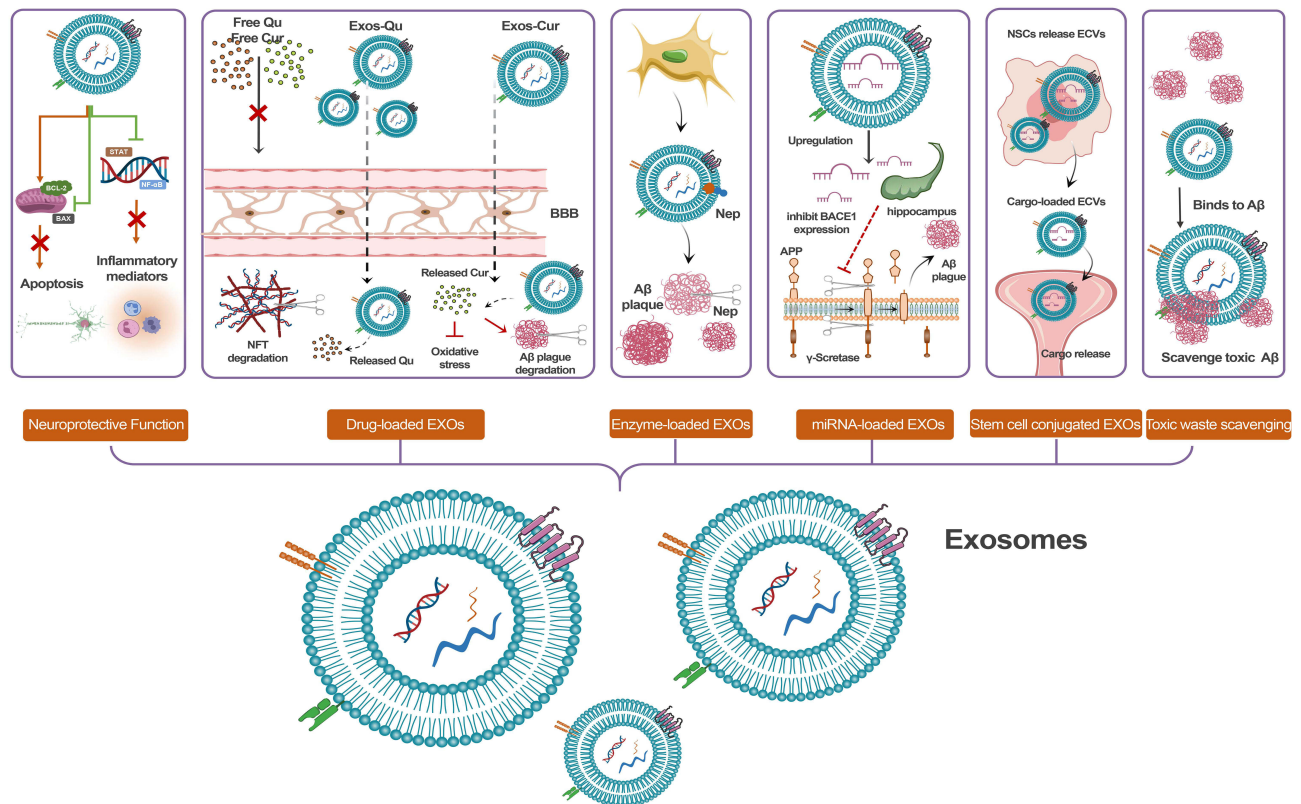 STAT
NF-αB
BCL-2
BAX
Apoptosis
Inflammatory
mediators
Free Qu
Free Cur
Exos-Qu
Exos-Cur
BBB
NFT
degradation
Released Qu
Released Cur
Oxidative
stress
Aβ plague
degradation
Nep
Aβ
plaque
Nep
Upregulation
inhibit BACE1
expression
hippocampus
APP
Aβ
plague
γ-Scretase
NSCs release ECVs
Cargo-loaded ECVs
Cargo release
Binds to Aβ
Scavenge toxic Aβ
Neuroprotective Function
Drug-loaded EXOs
Enzyme-loaded EXOs
miRNA-loaded EXOs
Stem cell conjugated EXOs
Toxic waste scavenging
Exosomes